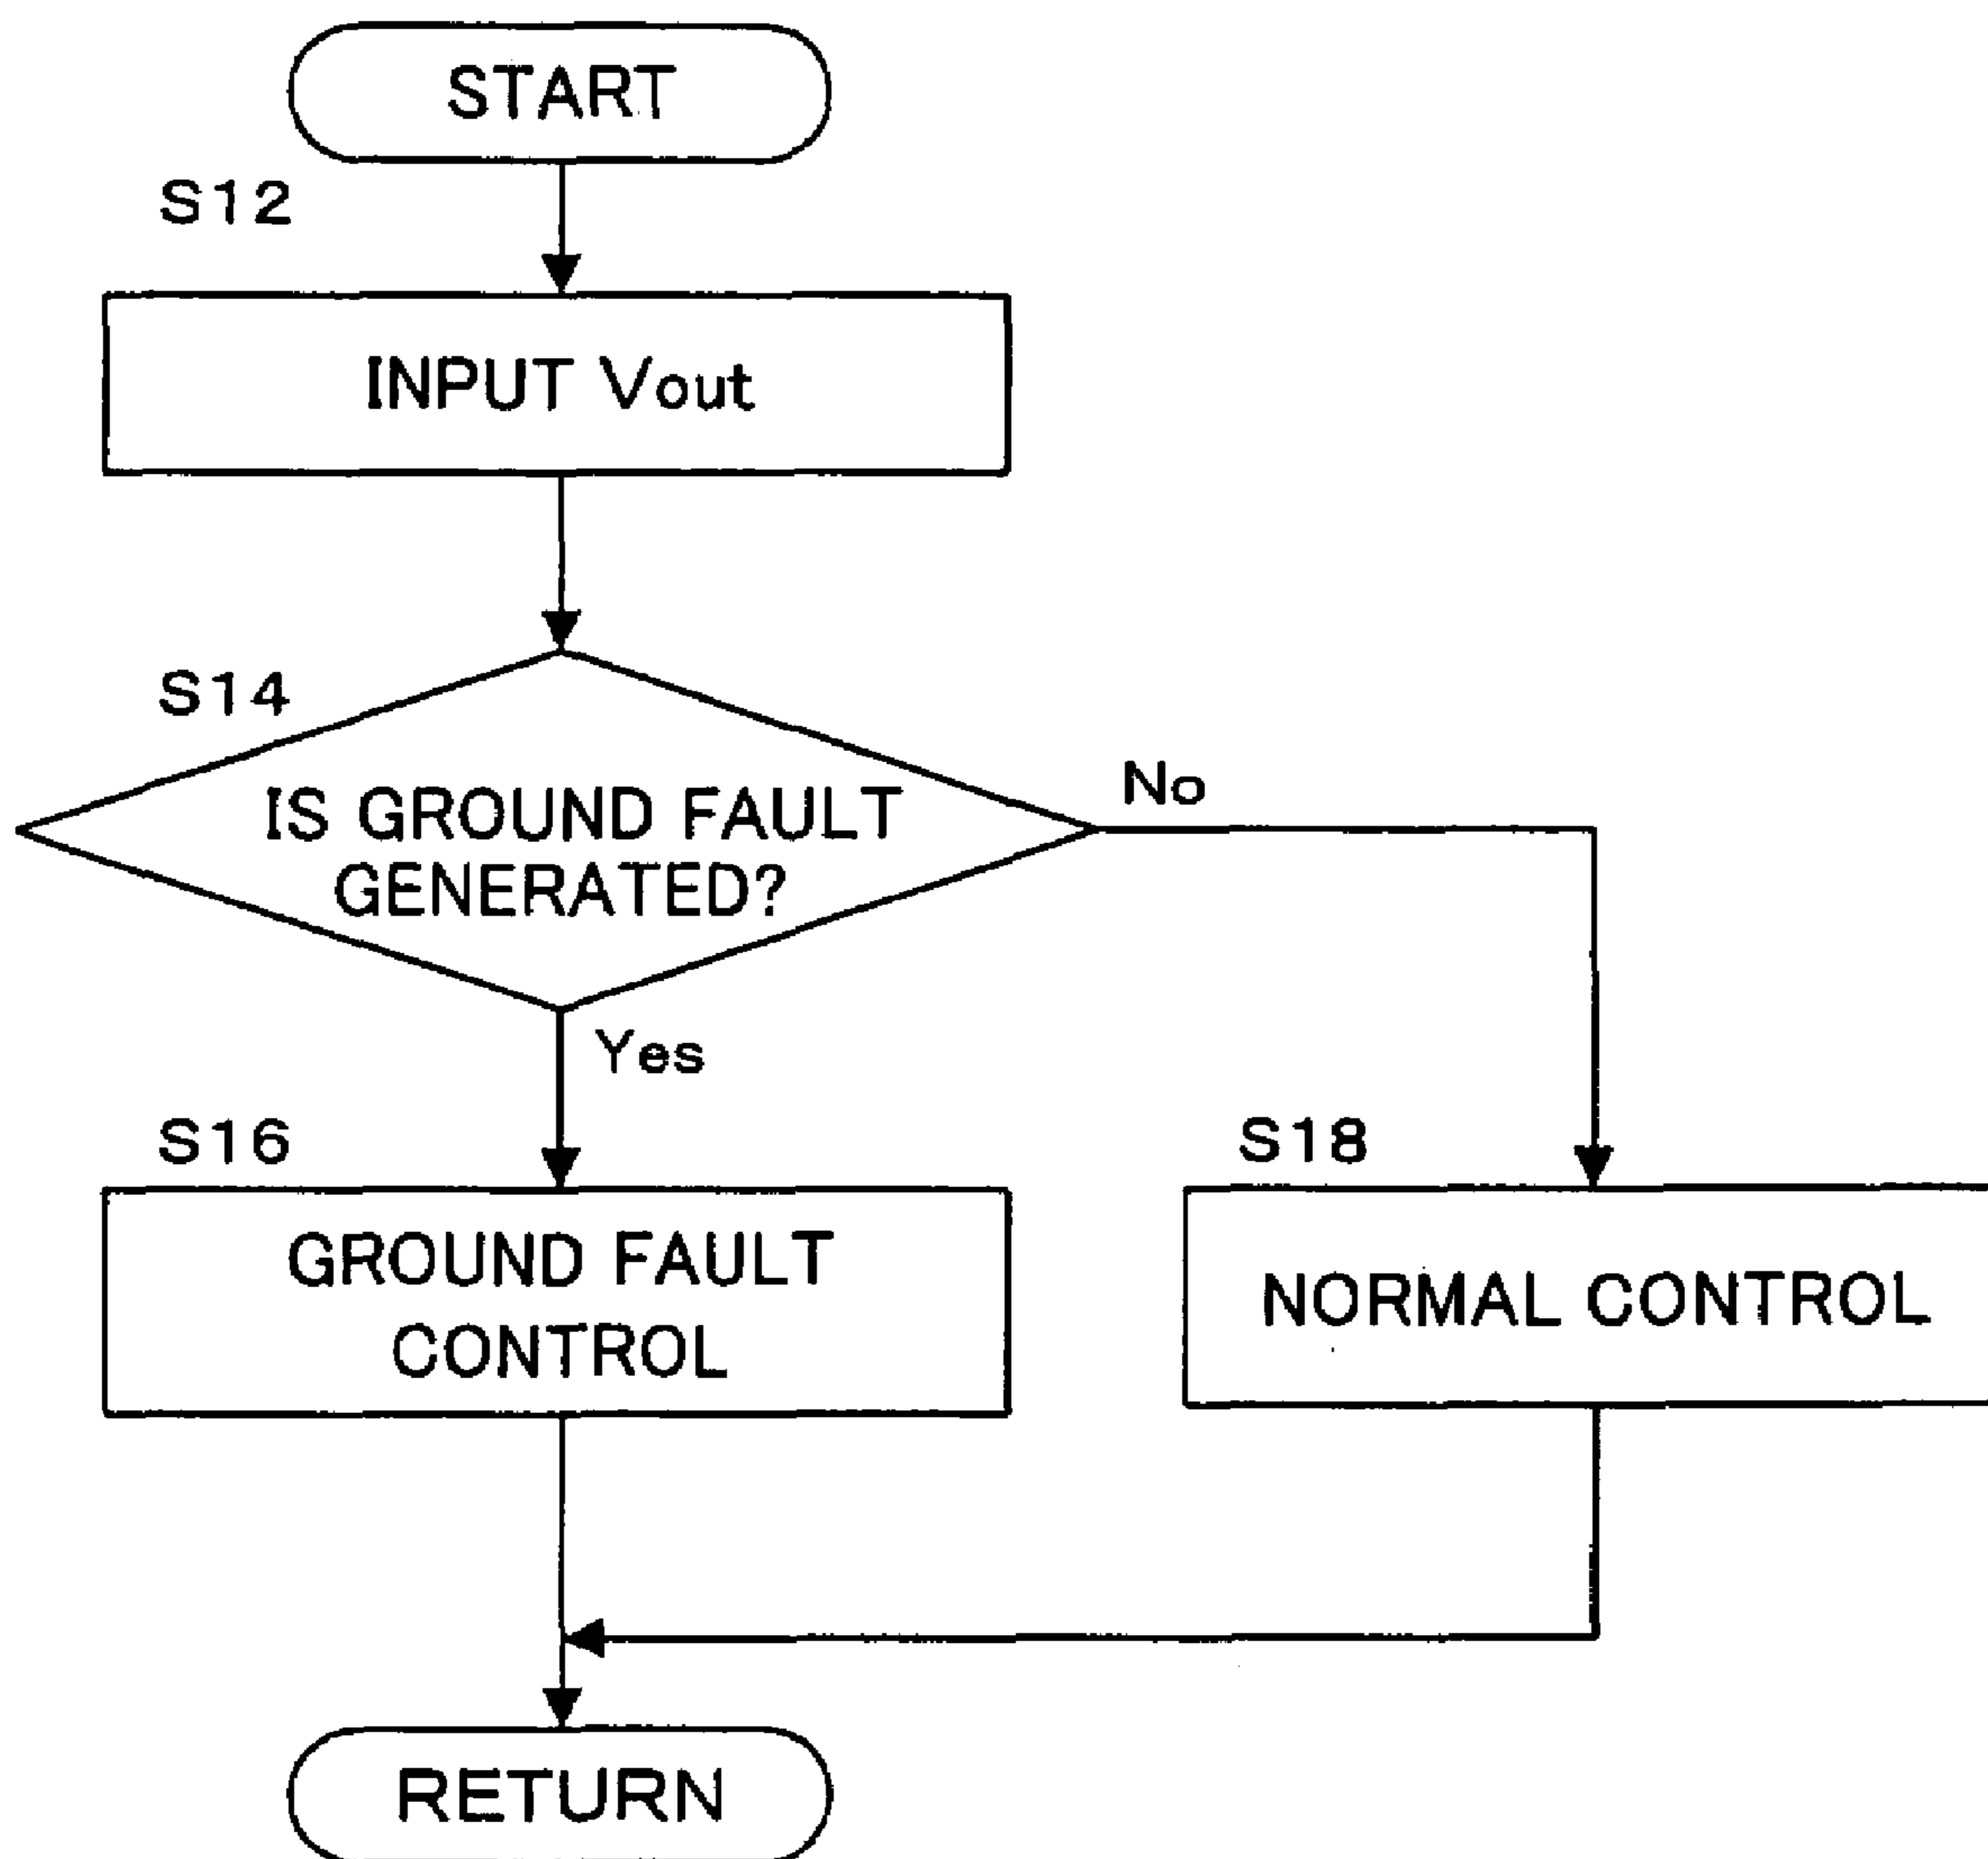 START
S12
INPUT Vout
S14
IS GROUND FAULT
GENERATED?
No
Yes
S16
GROUND FAULT
CONTROL
S18
NORMAL CONTROL
RETURN